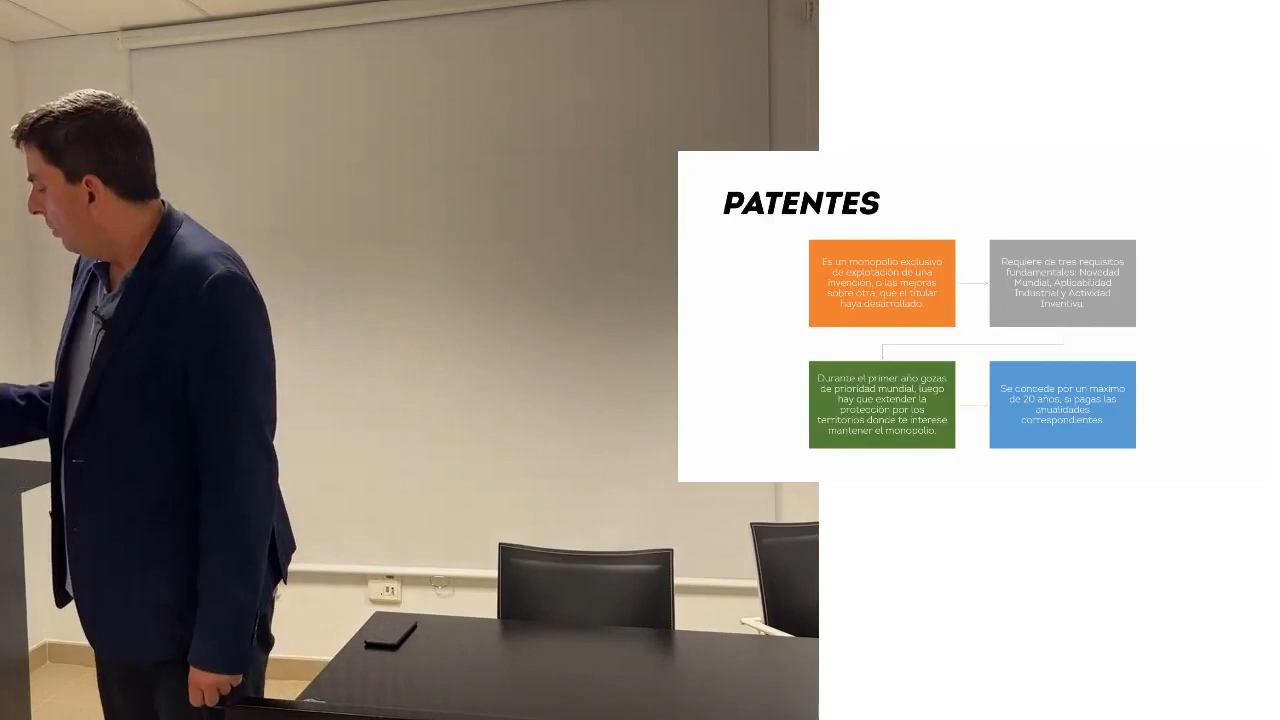 PATENTES
Es un monopolio exclusivo
de explotación de una
invención, o las mejoras
sobre otra, que el titular
haya desarrollado.
Requiere de tres requisitos
fundamentales: Novedad
Mundial, Aplicabilidad
Industrial y Actividad
Inventiva.
Durante el primer año gozas
de prioridad mundial, luego
hay que extender la
protección por los
territorios donde te interese
mantener el monopolio.
Se concede por un máximo
de 20 años, si pagas las
anualidades
correspondientes.